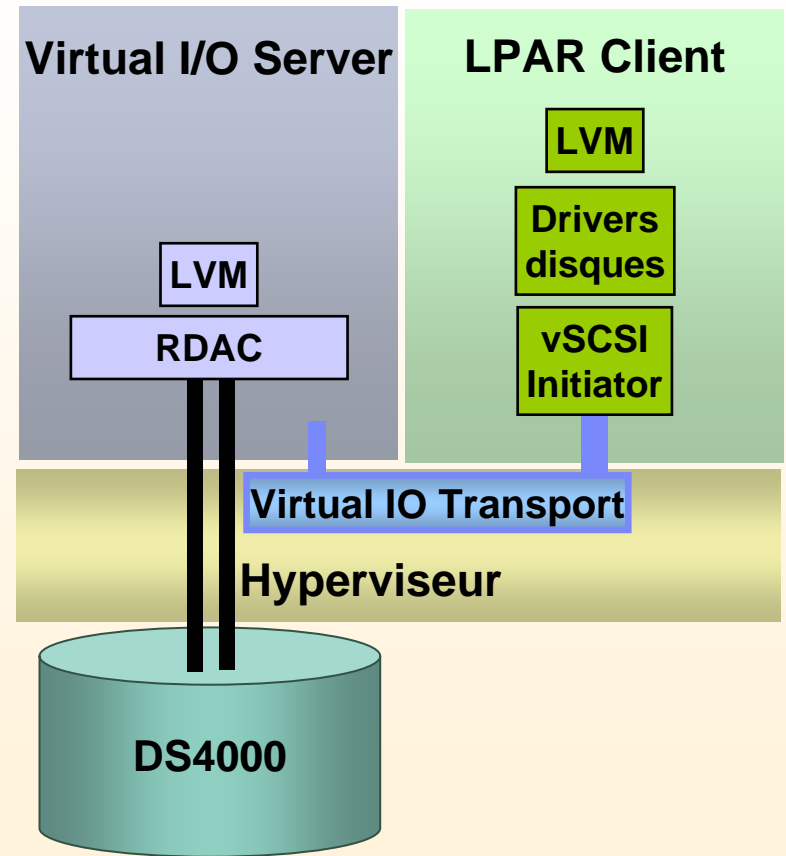 Virtual I/O Server
LVM
RDAC
LPAR Client
LVM
Drivers
disques
vSCSI
Initiator
Virtual IO Transport
Hyperviseur
DS4000